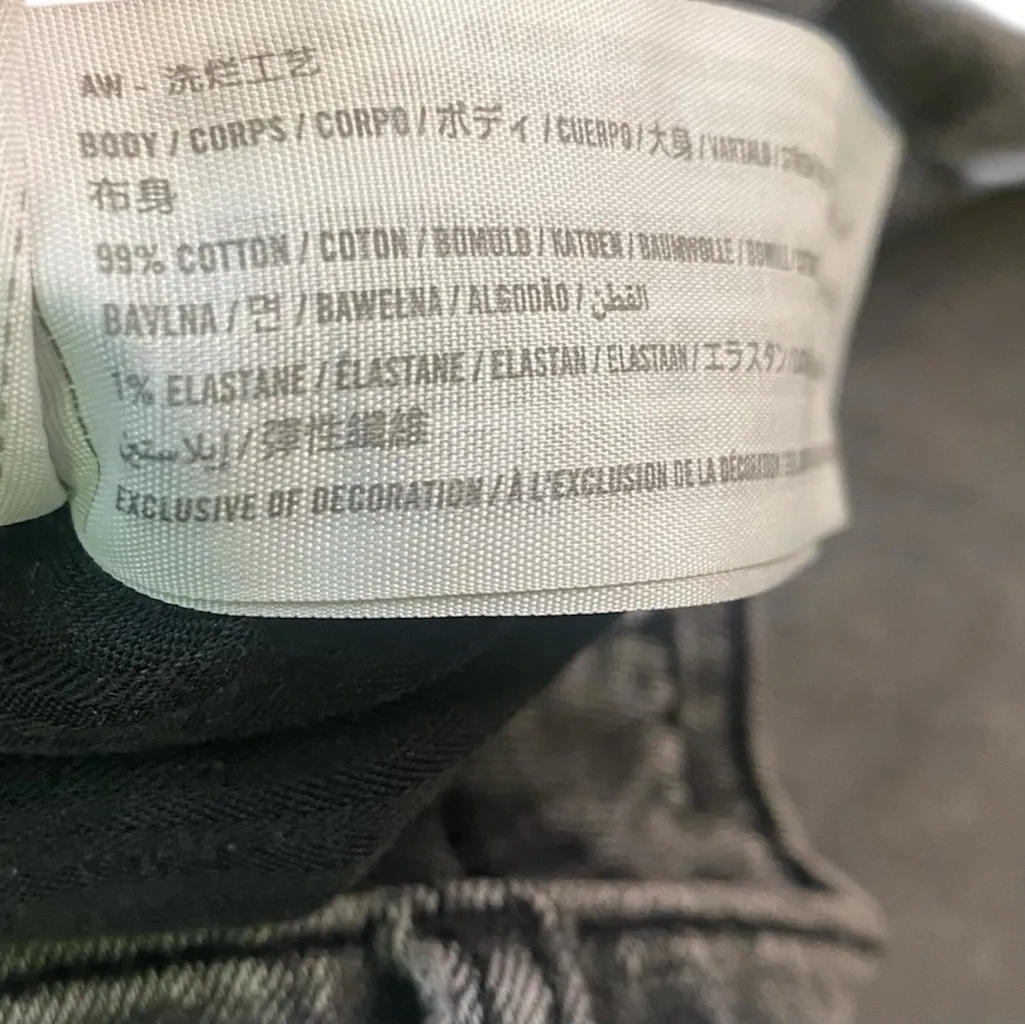 AW - 洗烂工艺
BODY / CORPS / CORPO / ボディ / CUERPO / 大身 / VARTALO /
布身
99% COTTON / COTON / BOMULD / KATOEN / BAUMWOLLE / BOMULL /
BAVLNA / 면 / BAWEŁNA / ALGODÃO / القطن
1% ELASTANE / ÉLASTANE / ELASTAN / ELASTAAN / エラスタン /
إيلاستين / 彈性纖維
EXCLUSIVE OF DECORATION / À L'EXCLUSION DE LA DÉCORATION